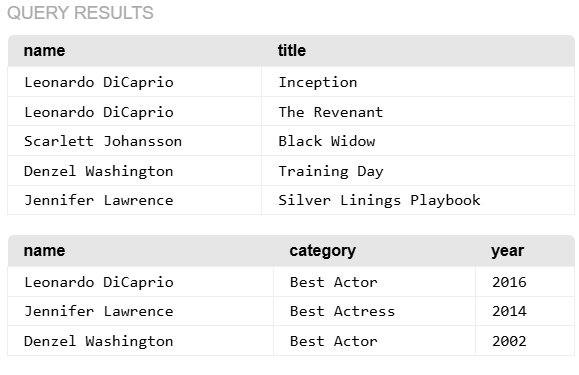 QUERY RESULTS
name title
Leonardo DiCaprio Inception
Leonardo DiCaprio The Revenant
Scarlett Johansson Black Widow
Denzel Washington Training Day
Jennifer Lawrence Silver Linings Playbook
name category year
Leonardo DiCaprio Best Actor 2016
Jennifer Lawrence Best Actress 2014
Denzel Washington Best Actor 2002